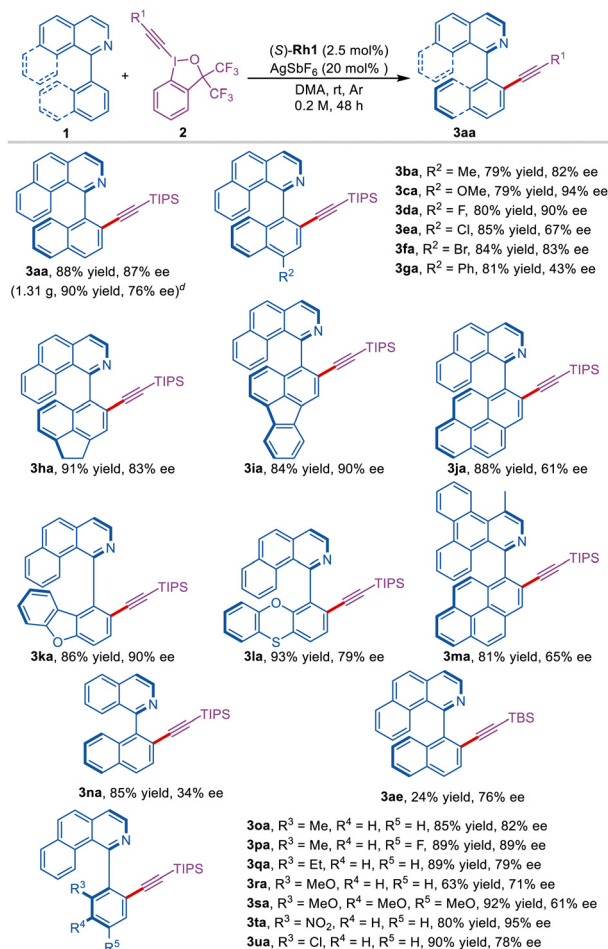 R¹
N
I
O
CF₃
CF₃
1
+
2
(S)-Rh1 (2.5 mol%)
AgSbF₆ (20 mol% )
DMA, rt, Ar
0.2 M, 48 h
N
R¹
3aa
N
TIPS
3aa, 88% yield, 87% ee
(1.31 g, 90% yield, 76% ee)ᵈ
N
TIPS
R²
3ba, R² = Me, 79% yield, 82% ee
3ca, R² = OMe, 79% yield, 94% ee
3da, R² = F, 80% yield, 90% ee
3ea, R² = Cl, 85% yield, 67% ee
3fa, R² = Br, 84% yield, 83% ee
3ga, R² = Ph, 81% yield, 43% ee
N
TIPS
3ha, 91% yield, 83% ee
N
TIPS
3ia, 84% yield, 90% ee
N
TIPS
3ja, 88% yield, 61% ee
N
TIPS
O
3ka, 86% yield, 90% ee
N
TIPS
O
S
3la, 93% yield, 79% ee
N
TIPS
3ma, 81% yield, 65% ee
N
TIPS
3na, 85% yield, 34% ee
N
TBS
3ae, 24% yield, 76% ee
N
TIPS
R³
R⁴
R⁵
3oa, R³ = Me, R⁴ = H, R⁵ = H, 85% yield, 82% ee
3pa, R³ = Me, R⁴ = H, R⁵ = F, 89% yield, 89% ee
3qa, R³ = Et, R⁴ = H, R⁵ = H, 89% yield, 79% ee
3ra, R³ = MeO, R⁴ = H, R⁵ = H, 63% yield, 71% ee
3sa, R³ = MeO, R⁴ = MeO, R⁵ = MeO, 92% yield, 61% ee
3ta, R³ = NO₂, R⁴ = H, R⁵ = H, 80% yield, 95% ee
3ua, R³ = Cl, R⁴ = H, R⁵ = H, 90% yield, 78% ee